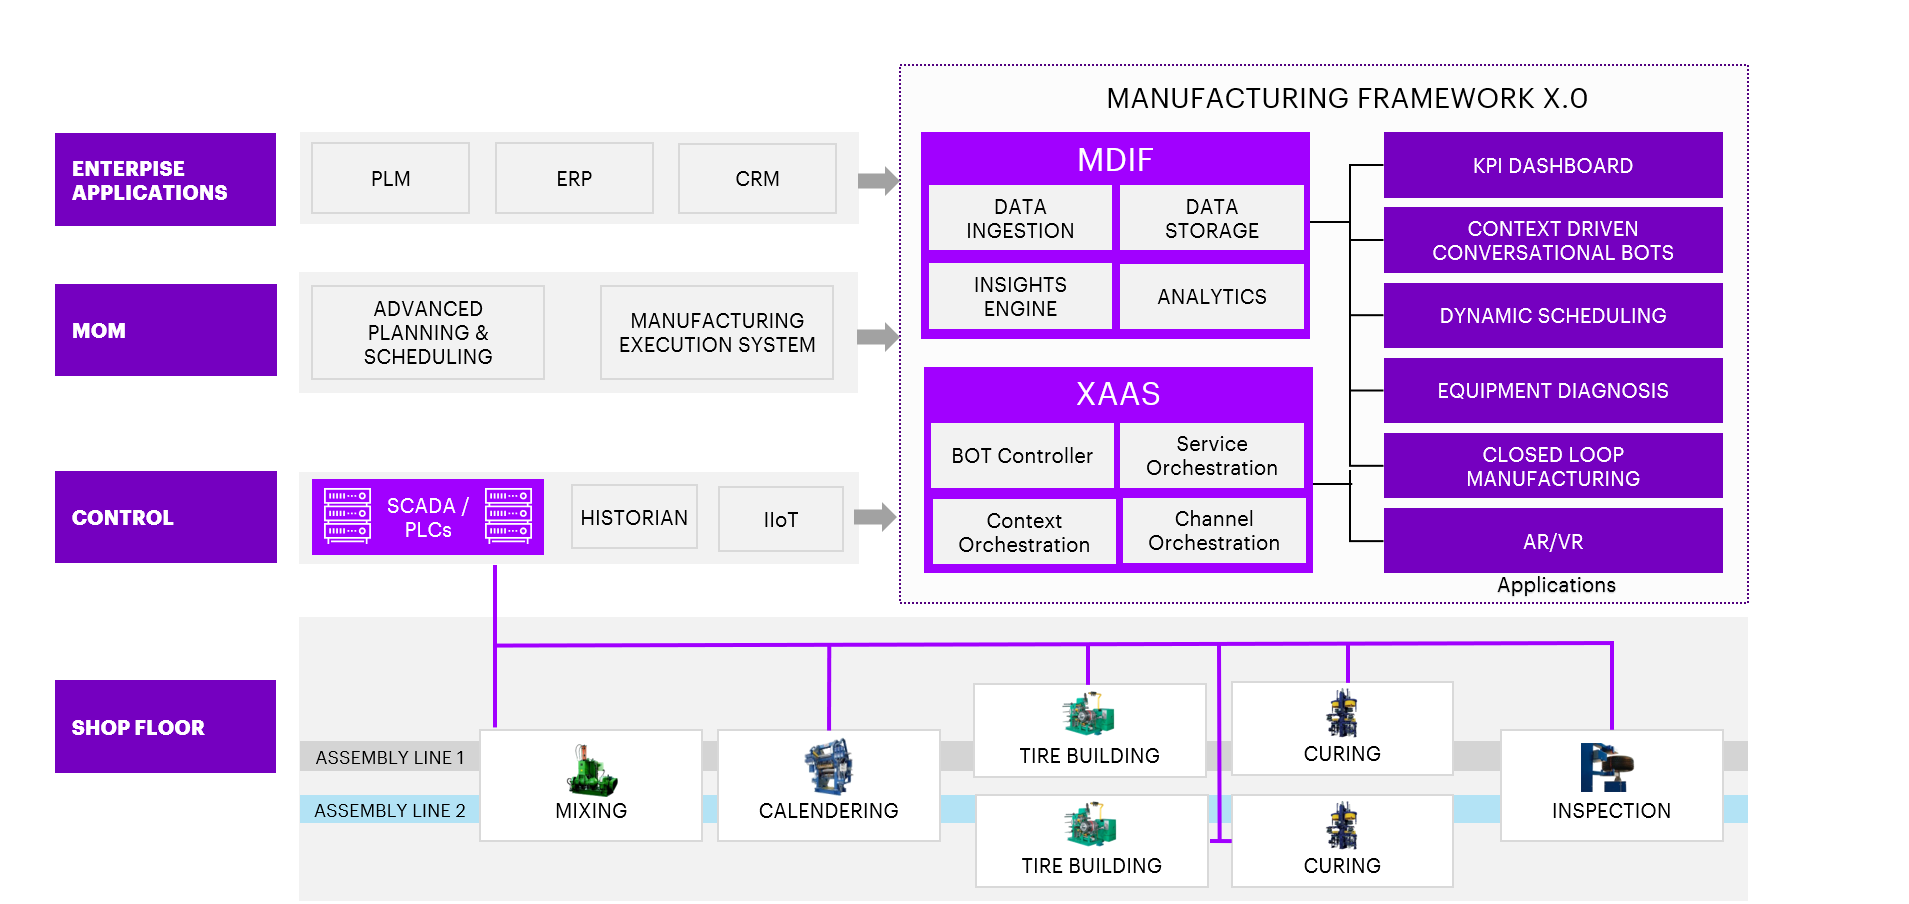 MANUFACTURING FRAMEWORK X.0
ENTERPISE
APPLICATIONS
PLM
ERP
CRM
MOM
ADVANCED
PLANNING &
SCHEDULING
MANUFACTURING
EXECUTION SYSTEM
CONTROL
SCADA /
PLCs
HISTORIAN
IIoT
MDIF
DATA
INGESTION
DATA
STORAGE
INSIGHTS
ENGINE
ANALYTICS
XAAS
BOT Controller
Service
Orchestration
Context
Orchestration
Channel
Orchestration
KPI DASHBOARD
CONTEXT DRIVEN
CONVERSATIONAL BOTS
DYNAMIC SCHEDULING
EQUIPMENT DIAGNOSIS
CLOSED LOOP
MANUFACTURING
AR/VR
Applications
SHOP FLOOR
ASSEMBLY LINE 1
ASSEMBLY LINE 2
MIXING
CALENDERING
TIRE BUILDING
CURING
TIRE BUILDING
CURING
INSPECTION